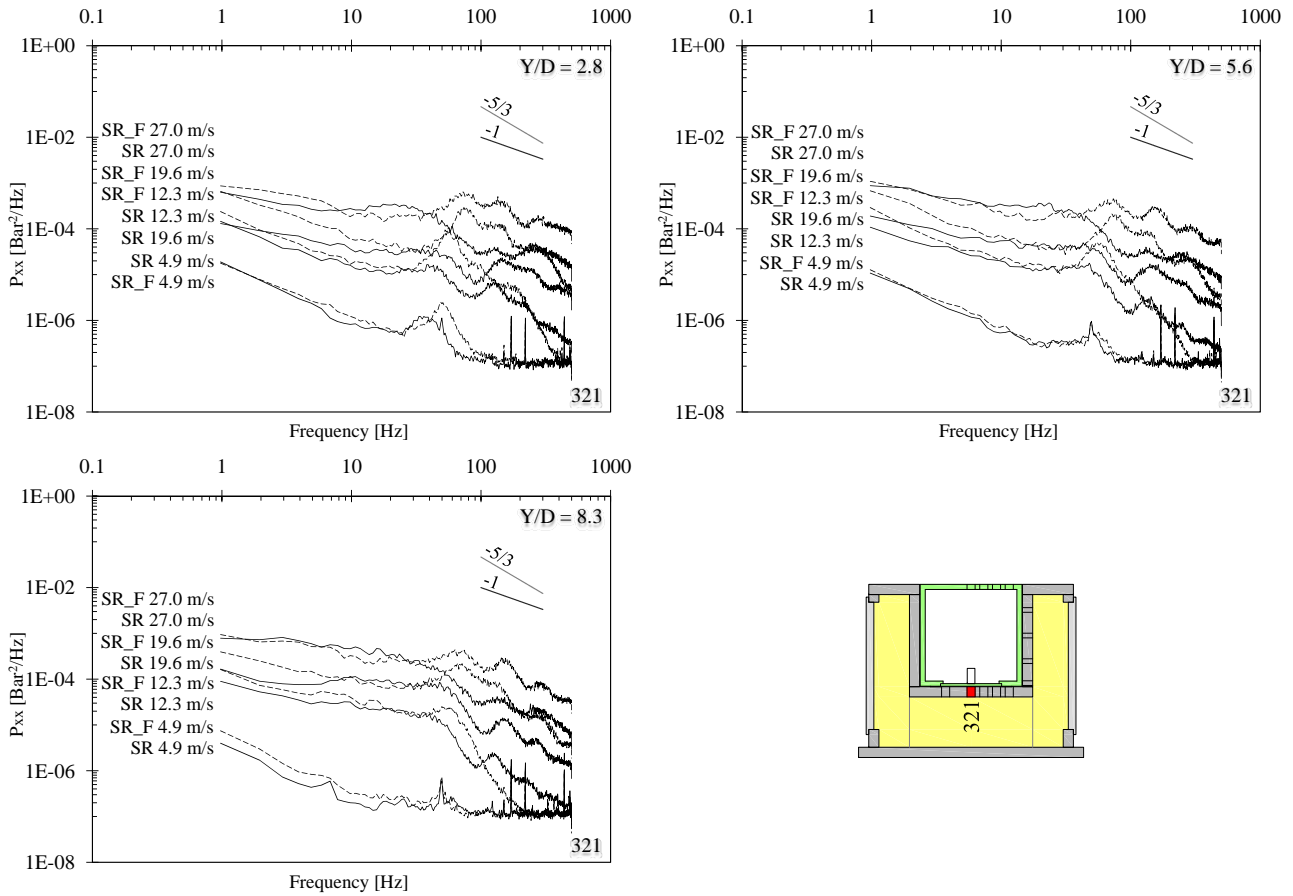 0.1 1 10 100 1000
1E+00
Y/D = 2.8
-5/3
-1
1E-02
SR_F 27.0 m/s
SR 27.0 m/s
SR_F 19.6 m/s
SR_F 12.3 m/s
SR 12.3 m/s
SR 19.6 m/s
SR 4.9 m/s
SR_F 4.9 m/s
1E-04
1E-06
1E-08
Pxx [Bar²/Hz]
321
Frequency [Hz]
0.1 1 10 100 1000
1E+00
Y/D = 5.6
-5/3
-1
1E-02
SR_F 27.0 m/s
SR 27.0 m/s
SR_F 19.6 m/s
SR_F 12.3 m/s
SR 19.6 m/s
SR 12.3 m/s
SR_F 4.9 m/s
SR 4.9 m/s
1E-04
1E-06
1E-08
Pxx [Bar²/Hz]
321
Frequency [Hz]
0.1 1 10 100 1000
1E+00
Y/D = 8.3
-5/3
-1
1E-02
SR_F 27.0 m/s
SR 27.0 m/s
SR_F 19.6 m/s
SR 19.6 m/s
SR_F 12.3 m/s
SR 12.3 m/s
SR_F 4.9 m/s
SR 4.9 m/s
1E-04
1E-06
1E-08
Pxx [Bar²/Hz]
321
Frequency [Hz]
321